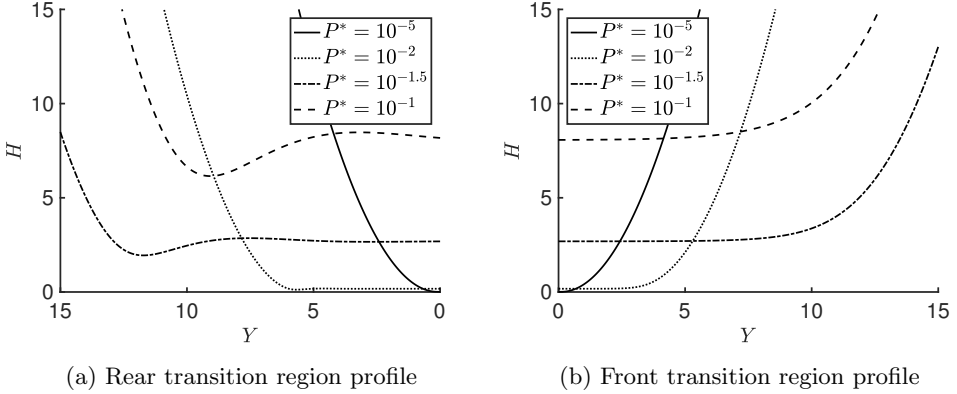 15
10
5
0
H
15
10
5
0
Y
P* = 10^{-5}
P* = 10^{-2}
P* = 10^{-1.5}
P* = 10^{-1}
(a) Rear transition region profile
15
10
5
0
H
0
5
10
15
Y
P* = 10^{-5}
P* = 10^{-2}
P* = 10^{-1.5}
P* = 10^{-1}
(b) Front transition region profile